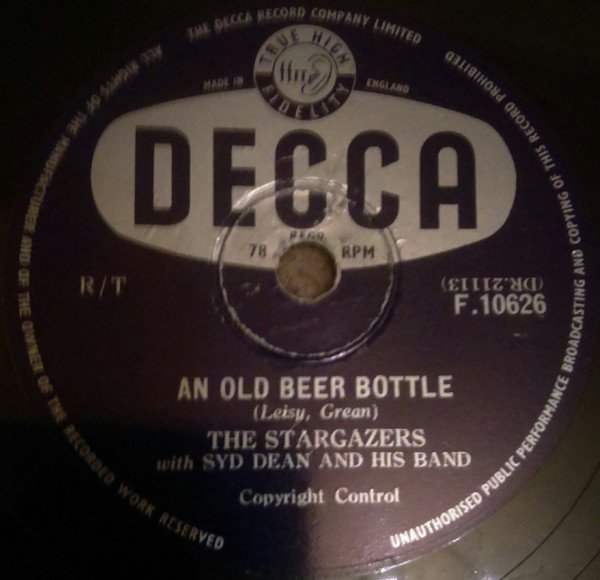 THE DECCA RECORD COMPANY LIMITED
ALL RIGHTS OF THE MANUFACTURER AND OF THE OWNER OF THE RECORDED WORK RESERVED
UNAUTHORISED PUBLIC PERFORMANCE BROADCASTING AND COPYING OF THIS RECORD PROHIBITED
TRUE HIGH
FIDELITY
MADE IN ENGLAND
DECCA
78 RPM
R/T
(DR.21113)
F.10626
AN OLD BEER BOTTLE
(Leisy, Grean)
THE STARGAZERS
with SYD DEAN AND HIS BAND
Copyright Control